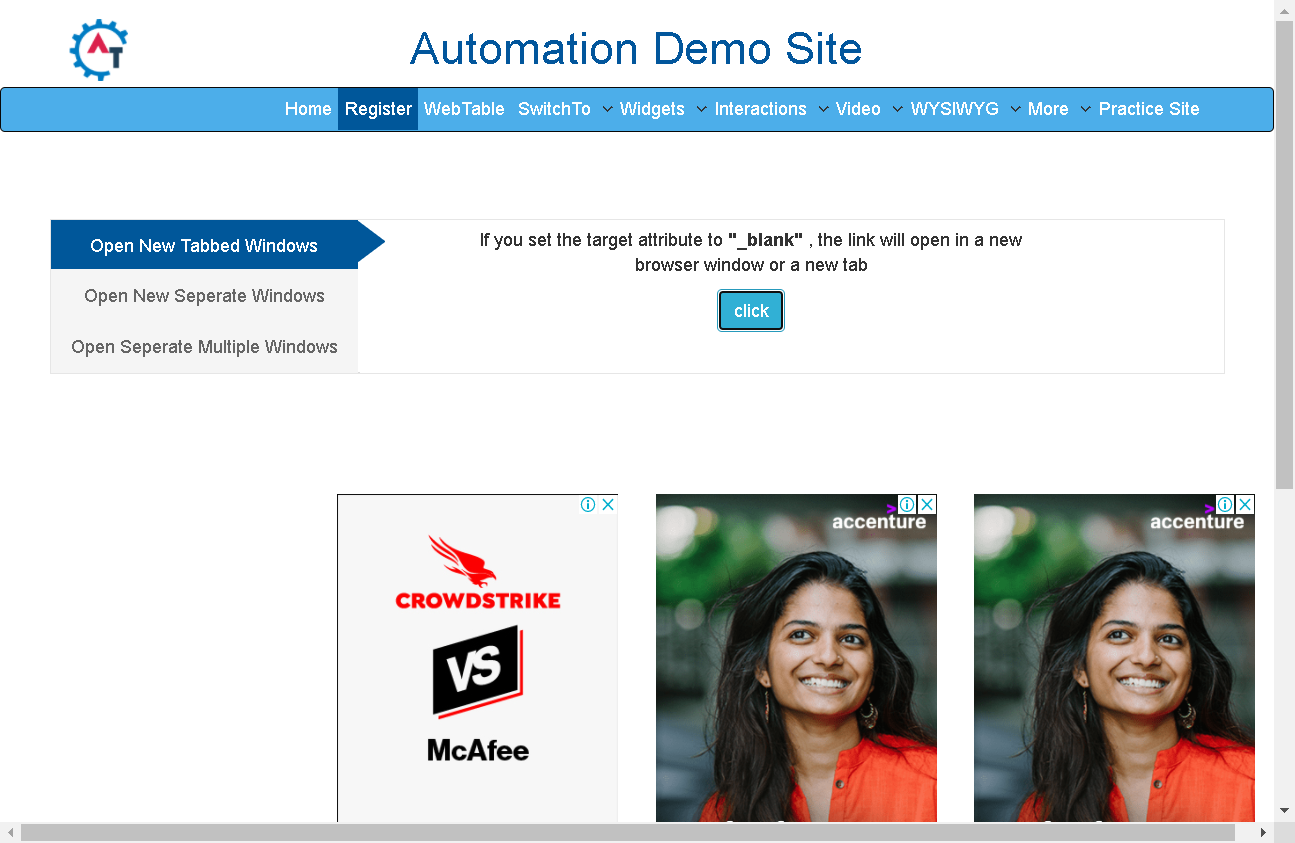 AT
Automation Demo Site
Home Register WebTable SwitchTo Widgets Interactions Video WYSIWYG More Practice Site
Open New Tabbed Windows
Open New Seperate Windows
Open Seperate Multiple Windows
If you set the target attribute to "_blank" , the link will open in a new
browser window or a new tab
click
CROWDSTRIKE
VS
McAfee
>
accenture
>
accenture